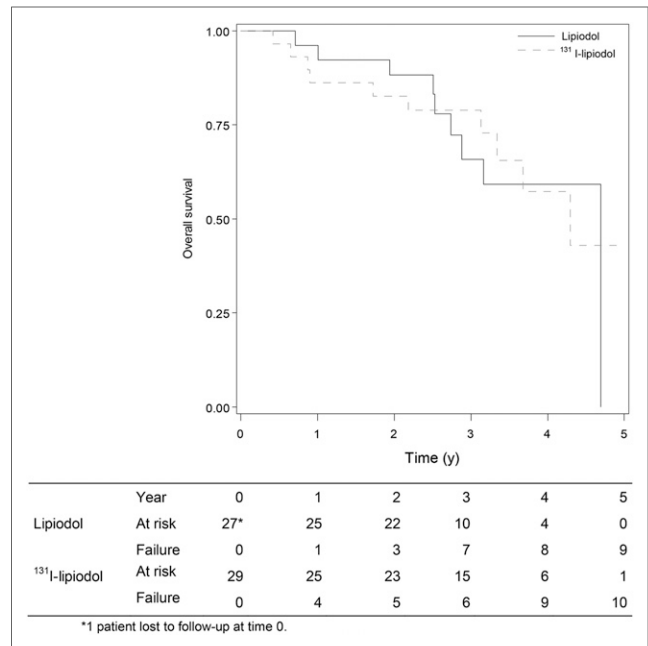 1.00
0.75
0.50
0.25
0.00
Overall survival
Lipiodol
¹³¹ I-lipiodol
0 1 2 3 4 5
Time (y)
Year 0 1 2 3 4 5
Lipiodol At risk 27* 25 22 10 4 0
Failure 0 1 3 7 8 9
¹³¹I-lipiodol At risk 29 25 23 15 6 1
Failure 0 4 5 6 9 10
*1 patient lost to follow-up at time 0.